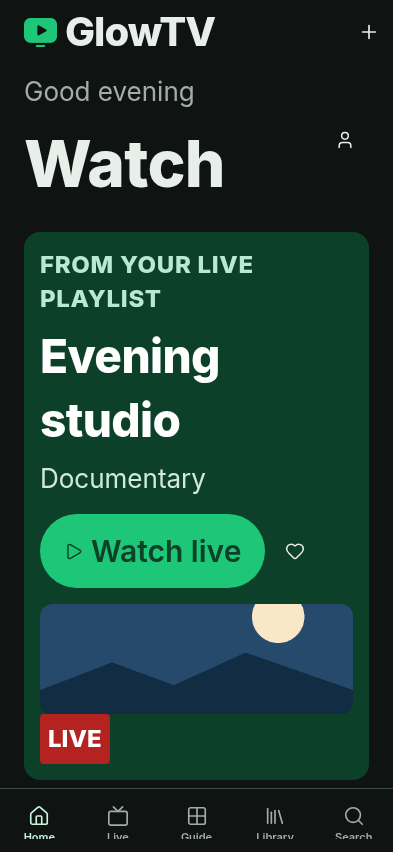 GlowTV
Good evening
Watch
FROM YOUR LIVE
PLAYLIST
Evening
studio
Documentary
Watch live
LIVE
Home
Live
Guide
Library
Search